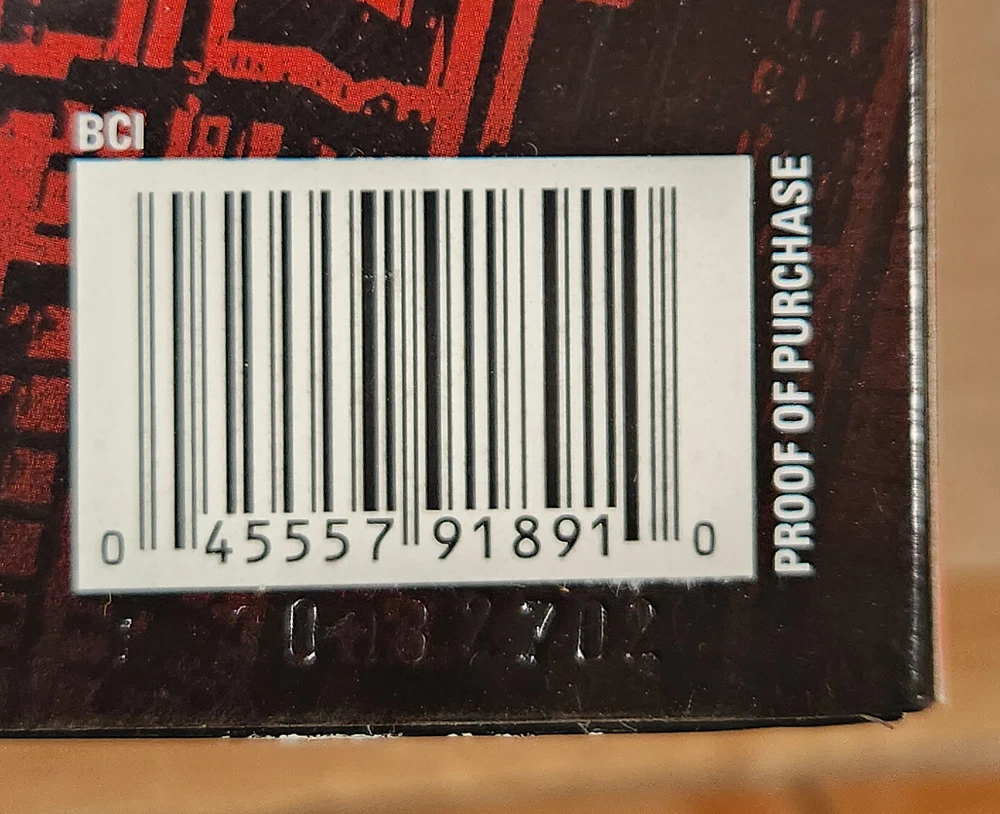 BCI
PROOF OF PURCHASE
0 45557 91891 0